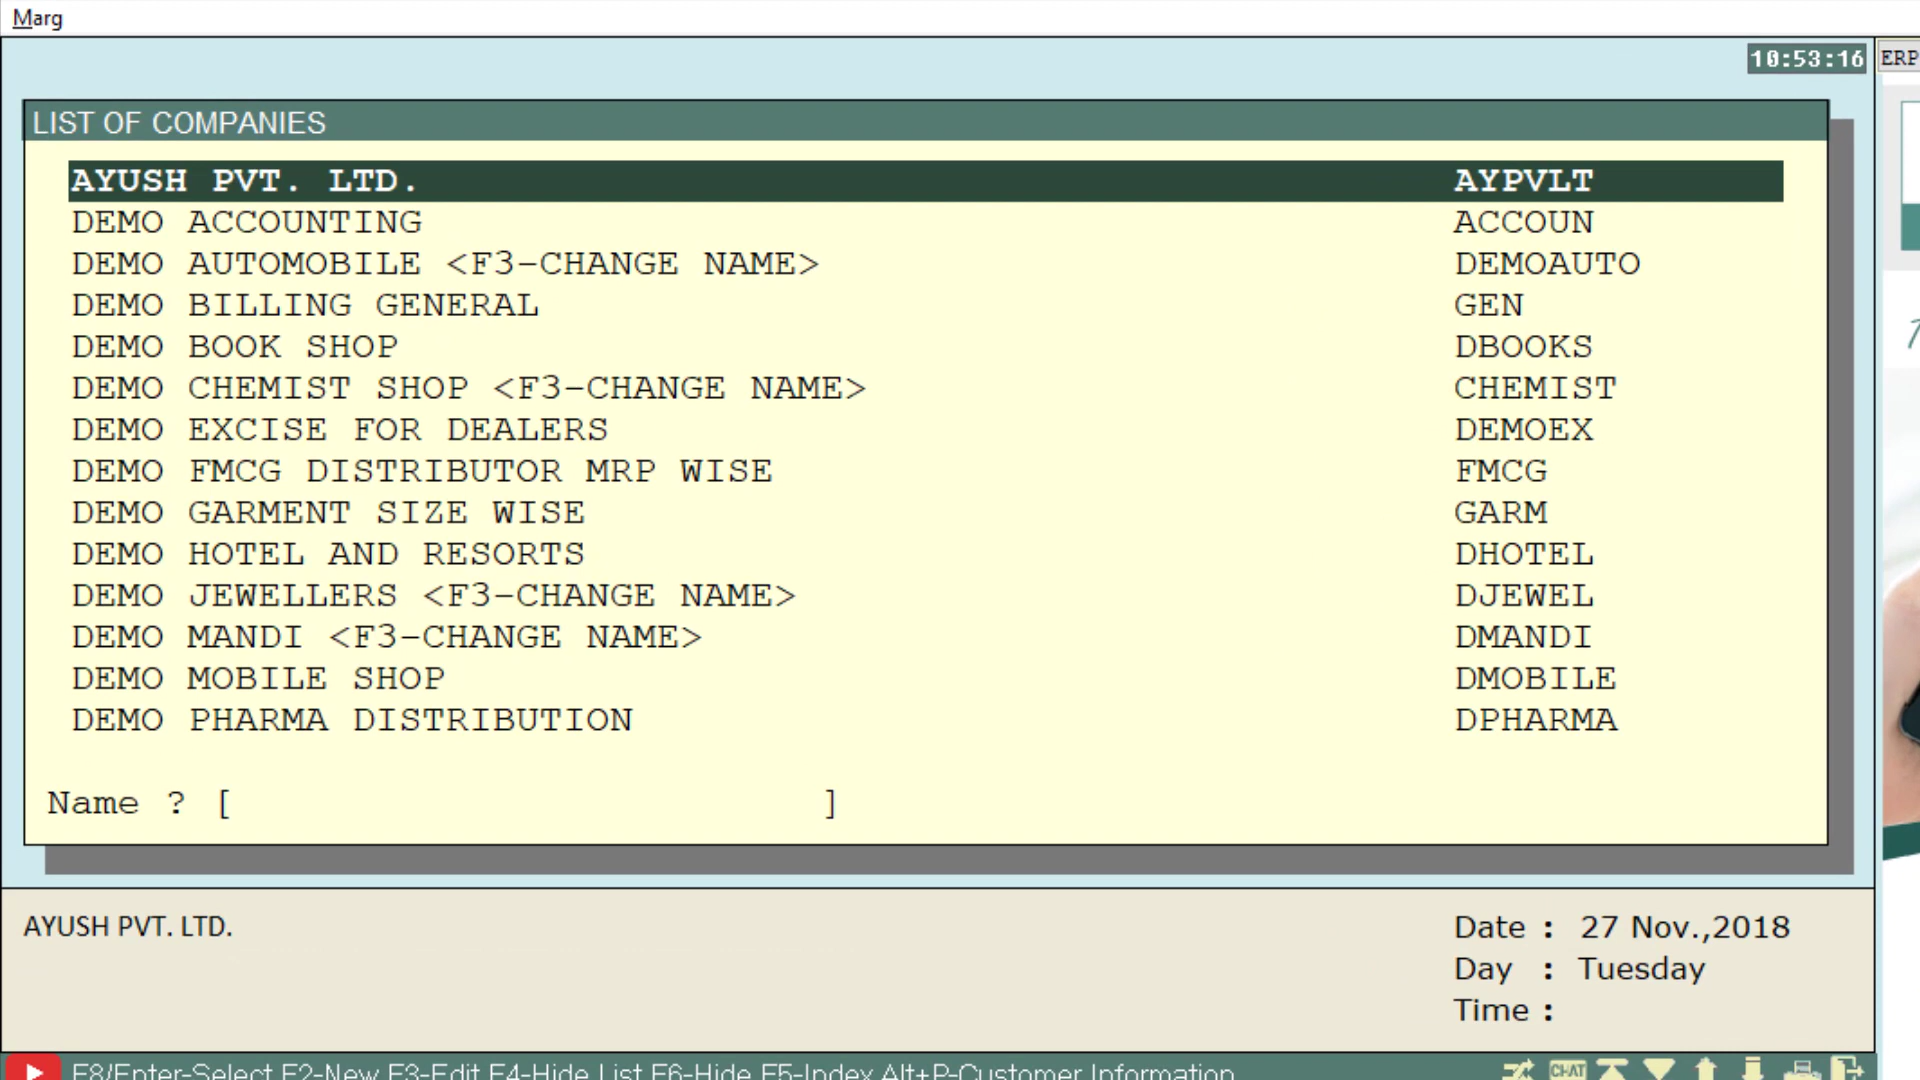 Marg
10:53:16
ERP
LIST OF COMPANIES
AYUSH PVT. LTD. AYPVLT
DEMO ACCOUNTING ACCOUN
DEMO AUTOMOBILE <F3-CHANGE NAME> DEMOAUTO
DEMO BILLING GENERAL GEN
DEMO BOOK SHOP DBOOKS
DEMO CHEMIST SHOP <F3-CHANGE NAME> CHEMIST
DEMO EXCISE FOR DEALERS DEMOEX
DEMO FMCG DISTRIBUTOR MRP WISE FMCG
DEMO GARMENT SIZE WISE GARM
DEMO HOTEL AND RESORTS DHOTEL
DEMO JEWELLERS <F3-CHANGE NAME> DJEWEL
DEMO MANDI <F3-CHANGE NAME> DMANDI
DEMO MOBILE SHOP DMOBILE
DEMO PHARMA DISTRIBUTION DPHARMA
Name ? [ ]
AYUSH PVT. LTD.
Date : 27 Nov.,2018
Day : Tuesday
Time :
F8/Enter-Select F2-New F3-Edit F4-Hide List F6-Hide F5-Index Alt+P-Customer Information
CHAT